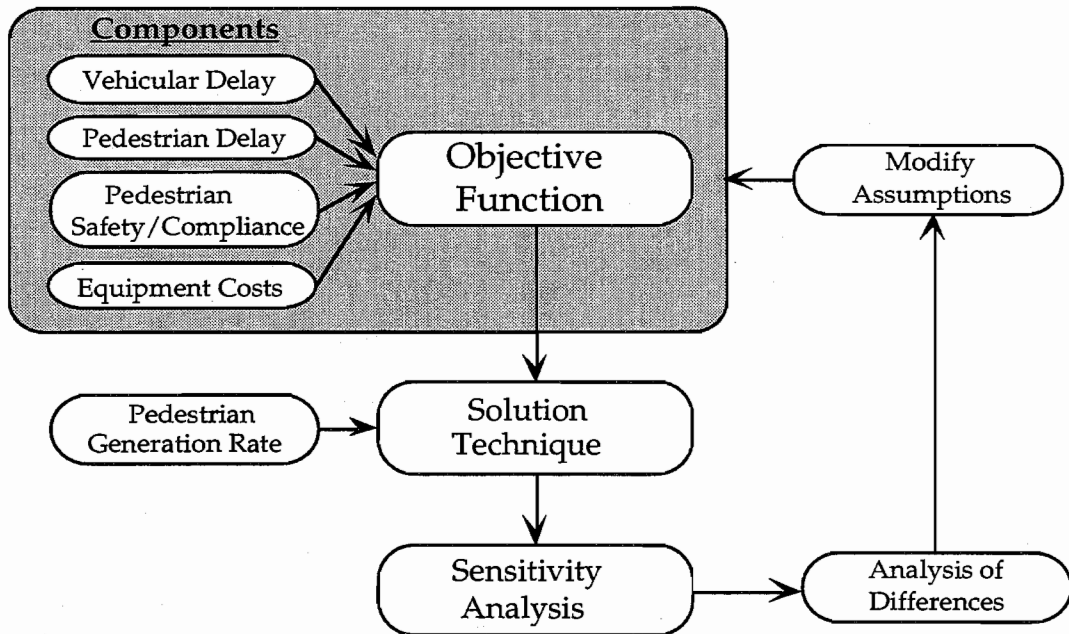 Components
Vehicular Delay
Pedestrian Delay
Pedestrian
Safety/Compliance
Equipment Costs
Objective
Function
Modify
Assumptions
Pedestrian
Generation Rate
Solution
Technique
Sensitivity
Analysis
Analysis of
Differences